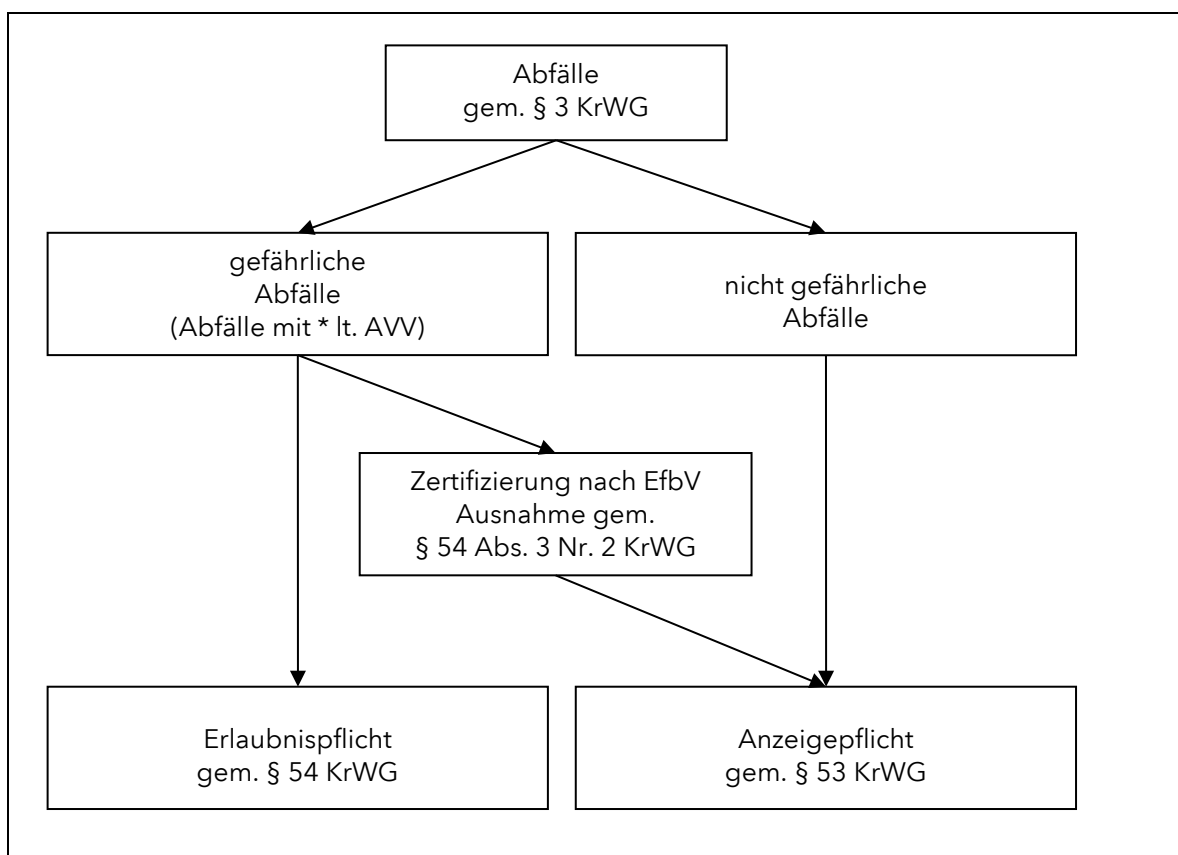 Abfälle
gem. § 3 KrWG
gefährliche
Abfälle
(Abfälle mit * lt. AVV)
nicht gefährliche
Abfälle
Zertifizierung nach EfbV
Ausnahme gem.
§ 54 Abs. 3 Nr. 2 KrWG
Erlaubnispflicht
gem. § 54 KrWG
Anzeigepflicht
gem. § 53 KrWG